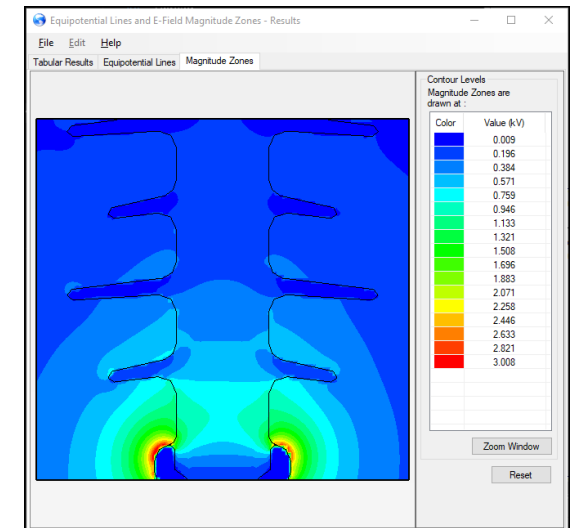 Equipotential Lines and E-Field Magnitude Zones - Results
File Edit Help
Tabular Results Equipotential Lines Magnitude Zones
Contour Levels
Magnitude Zones are
drawn at :
Color Value (kV)
0.009
0.196
0.384
0.571
0.759
0.946
1.133
1.321
1.508
1.696
1.883
2.071
2.258
2.446
2.633
2.821
3.008
Zoom Window
Reset